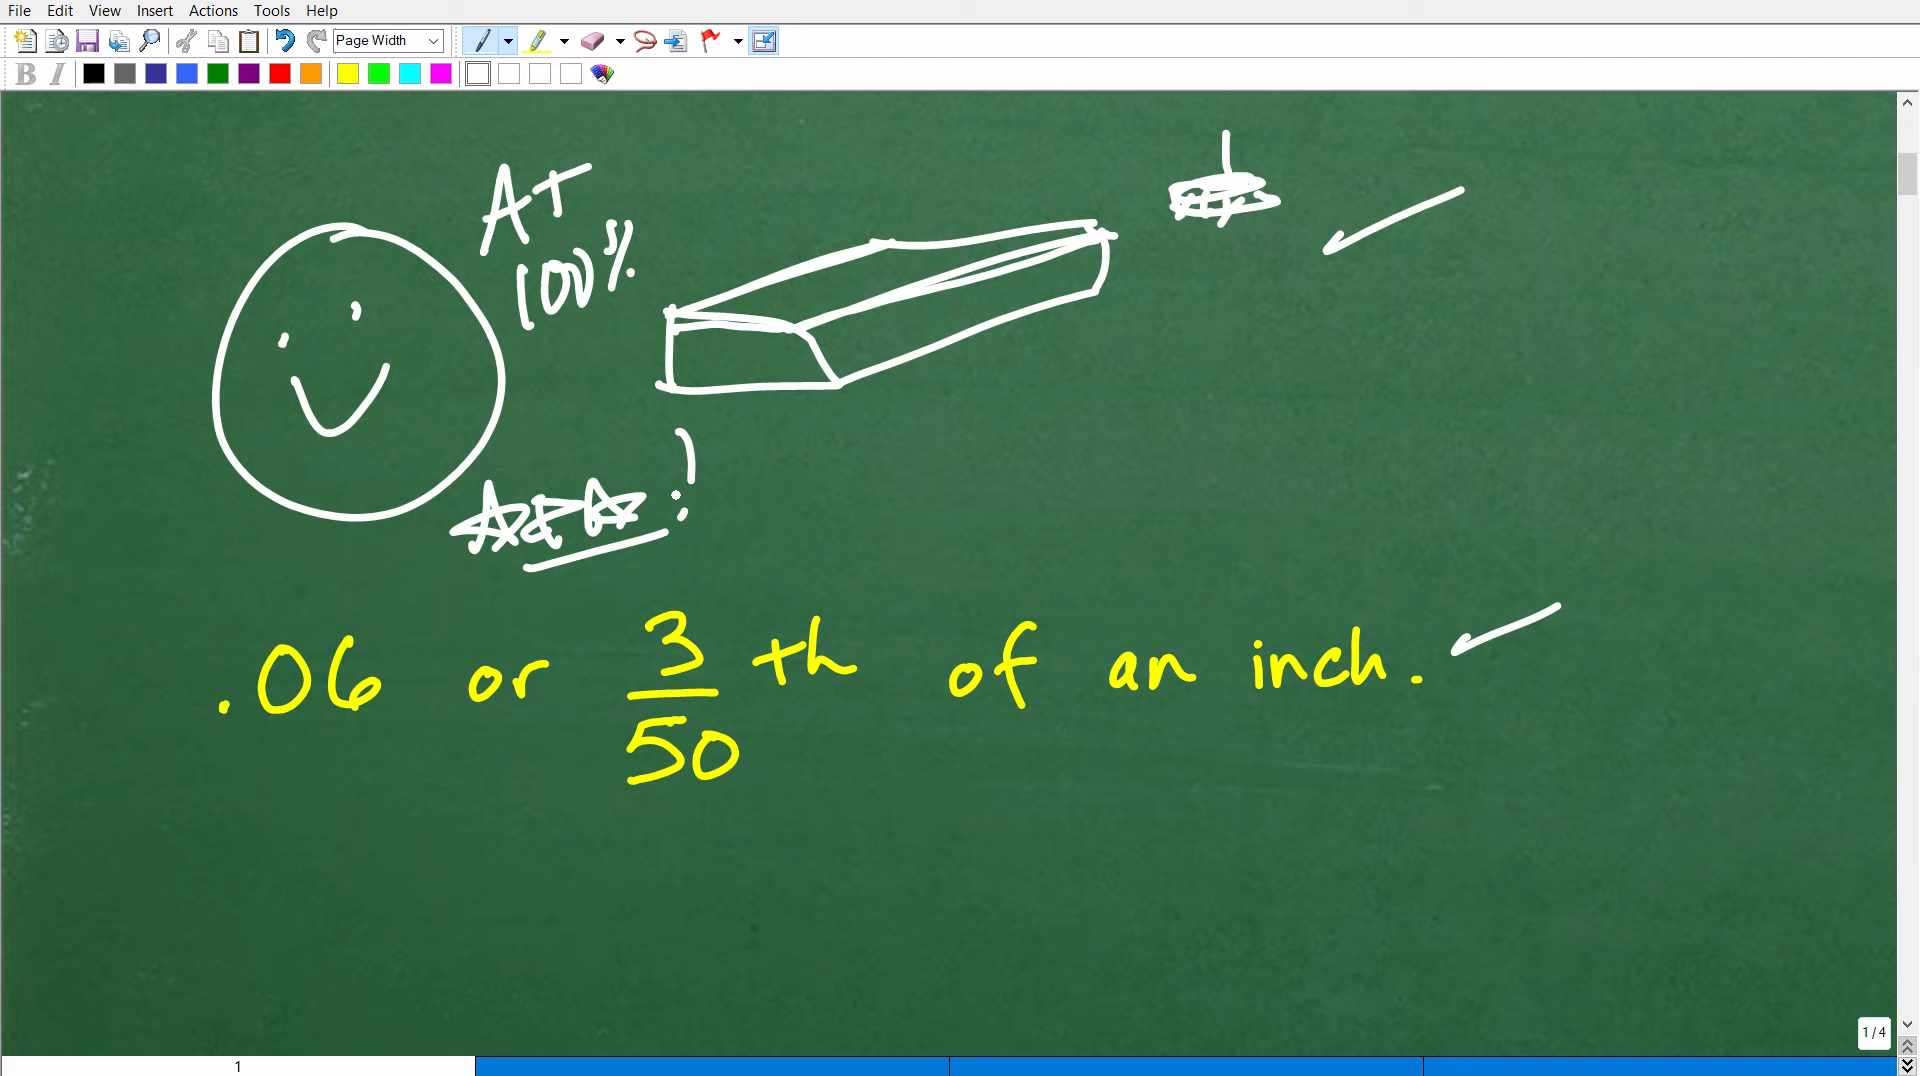 File Edit View Insert Actions Tools Help
Page Width
B I
A+
100%
!
.06 or 3/50 th of an inch.
1 / 4
1